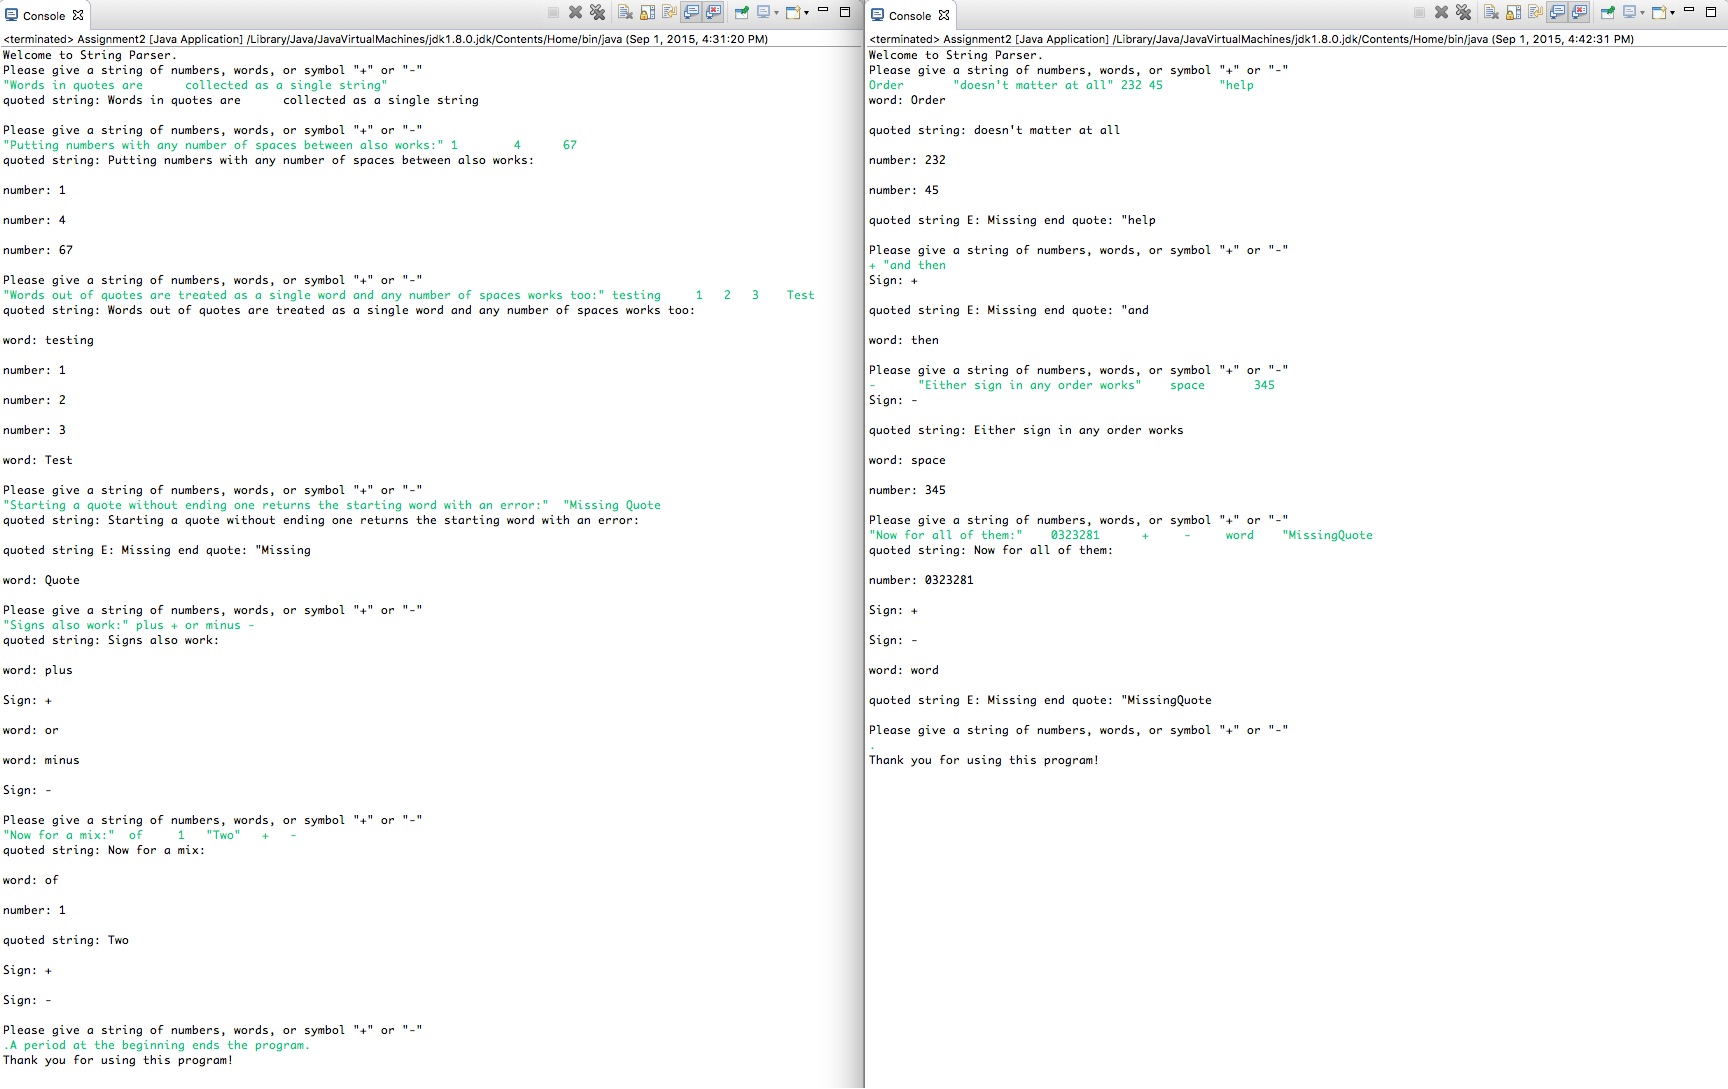 Console
<terminated> Assignment2 [Java Application] /Library/Java/JavaVirtualMachines/jdk1.8.0.jdk/Contents/Home/bin/java (Sep 1, 2015, 4:31:20 PM)
Welcome to String Parser.
Please give a string of numbers, words, or symbol "+" or "-"
"Words in quotes are      collected as a single string"
quoted string: Words in quotes are      collected as a single string
Please give a string of numbers, words, or symbol "+" or "-"
"Putting numbers with any number of spaces between also works:" 1        4      67
quoted string: Putting numbers with any number of spaces between also works:
number: 1
number: 4
number: 67
Please give a string of numbers, words, or symbol "+" or "-"
"Words out of quotes are treated as a single word and any number of spaces works too:" testing     1   2   3    Test
quoted string: Words out of quotes are treated as a single word and any number of spaces works too:
word: testing
number: 1
number: 2
number: 3
word: Test
Please give a string of numbers, words, or symbol "+" or "-"
"Starting a quote without ending one returns the starting word with an error:"  "Missing Quote
quoted string: Starting a quote without ending one returns the starting word with an error:
quoted string E: Missing end quote: "Missing
word: Quote
Please give a string of numbers, words, or symbol "+" or "-"
"Signs also work:" plus + or minus -
quoted string: Signs also work:
word: plus
Sign: +
word: or
word: minus
Sign: -
Please give a string of numbers, words, or symbol "+" or "-"
"Now for a mix:"  of     1   "Two"   +   -
quoted string: Now for a mix:
word: of
number: 1
quoted string: Two
Sign: +
Sign: -
Please give a string of numbers, words, or symbol "+" or "-"
.A period at the beginning ends the program.
Thank you for using this program!
Console
<terminated> Assignment2 [Java Application] /Library/Java/JavaVirtualMachines/jdk1.8.0.jdk/Contents/Home/bin/java (Sep 1, 2015, 4:42:31 PM)
Welcome to String Parser.
Please give a string of numbers, words, or symbol "+" or "-"
Order       "doesn't matter at all" 232 45        "help
word: Order
quoted string: doesn't matter at all
number: 232
number: 45
quoted string E: Missing end quote: "help
Please give a string of numbers, words, or symbol "+" or "-"
+ "and then
Sign: +
quoted string E: Missing end quote: "and
word: then
Please give a string of numbers, words, or symbol "+" or "-"
-      "Either sign in any order works"    space       345
Sign: -
quoted string: Either sign in any order works
word: space
number: 345
Please give a string of numbers, words, or symbol "+" or "-"
"Now for all of them:"    0323281      +     -     word    "MissingQuote
quoted string: Now for all of them:
number: 0323281
Sign: +
Sign: -
word: word
quoted string E: Missing end quote: "MissingQuote
Please give a string of numbers, words, or symbol "+" or "-"
.
Thank you for using this program!